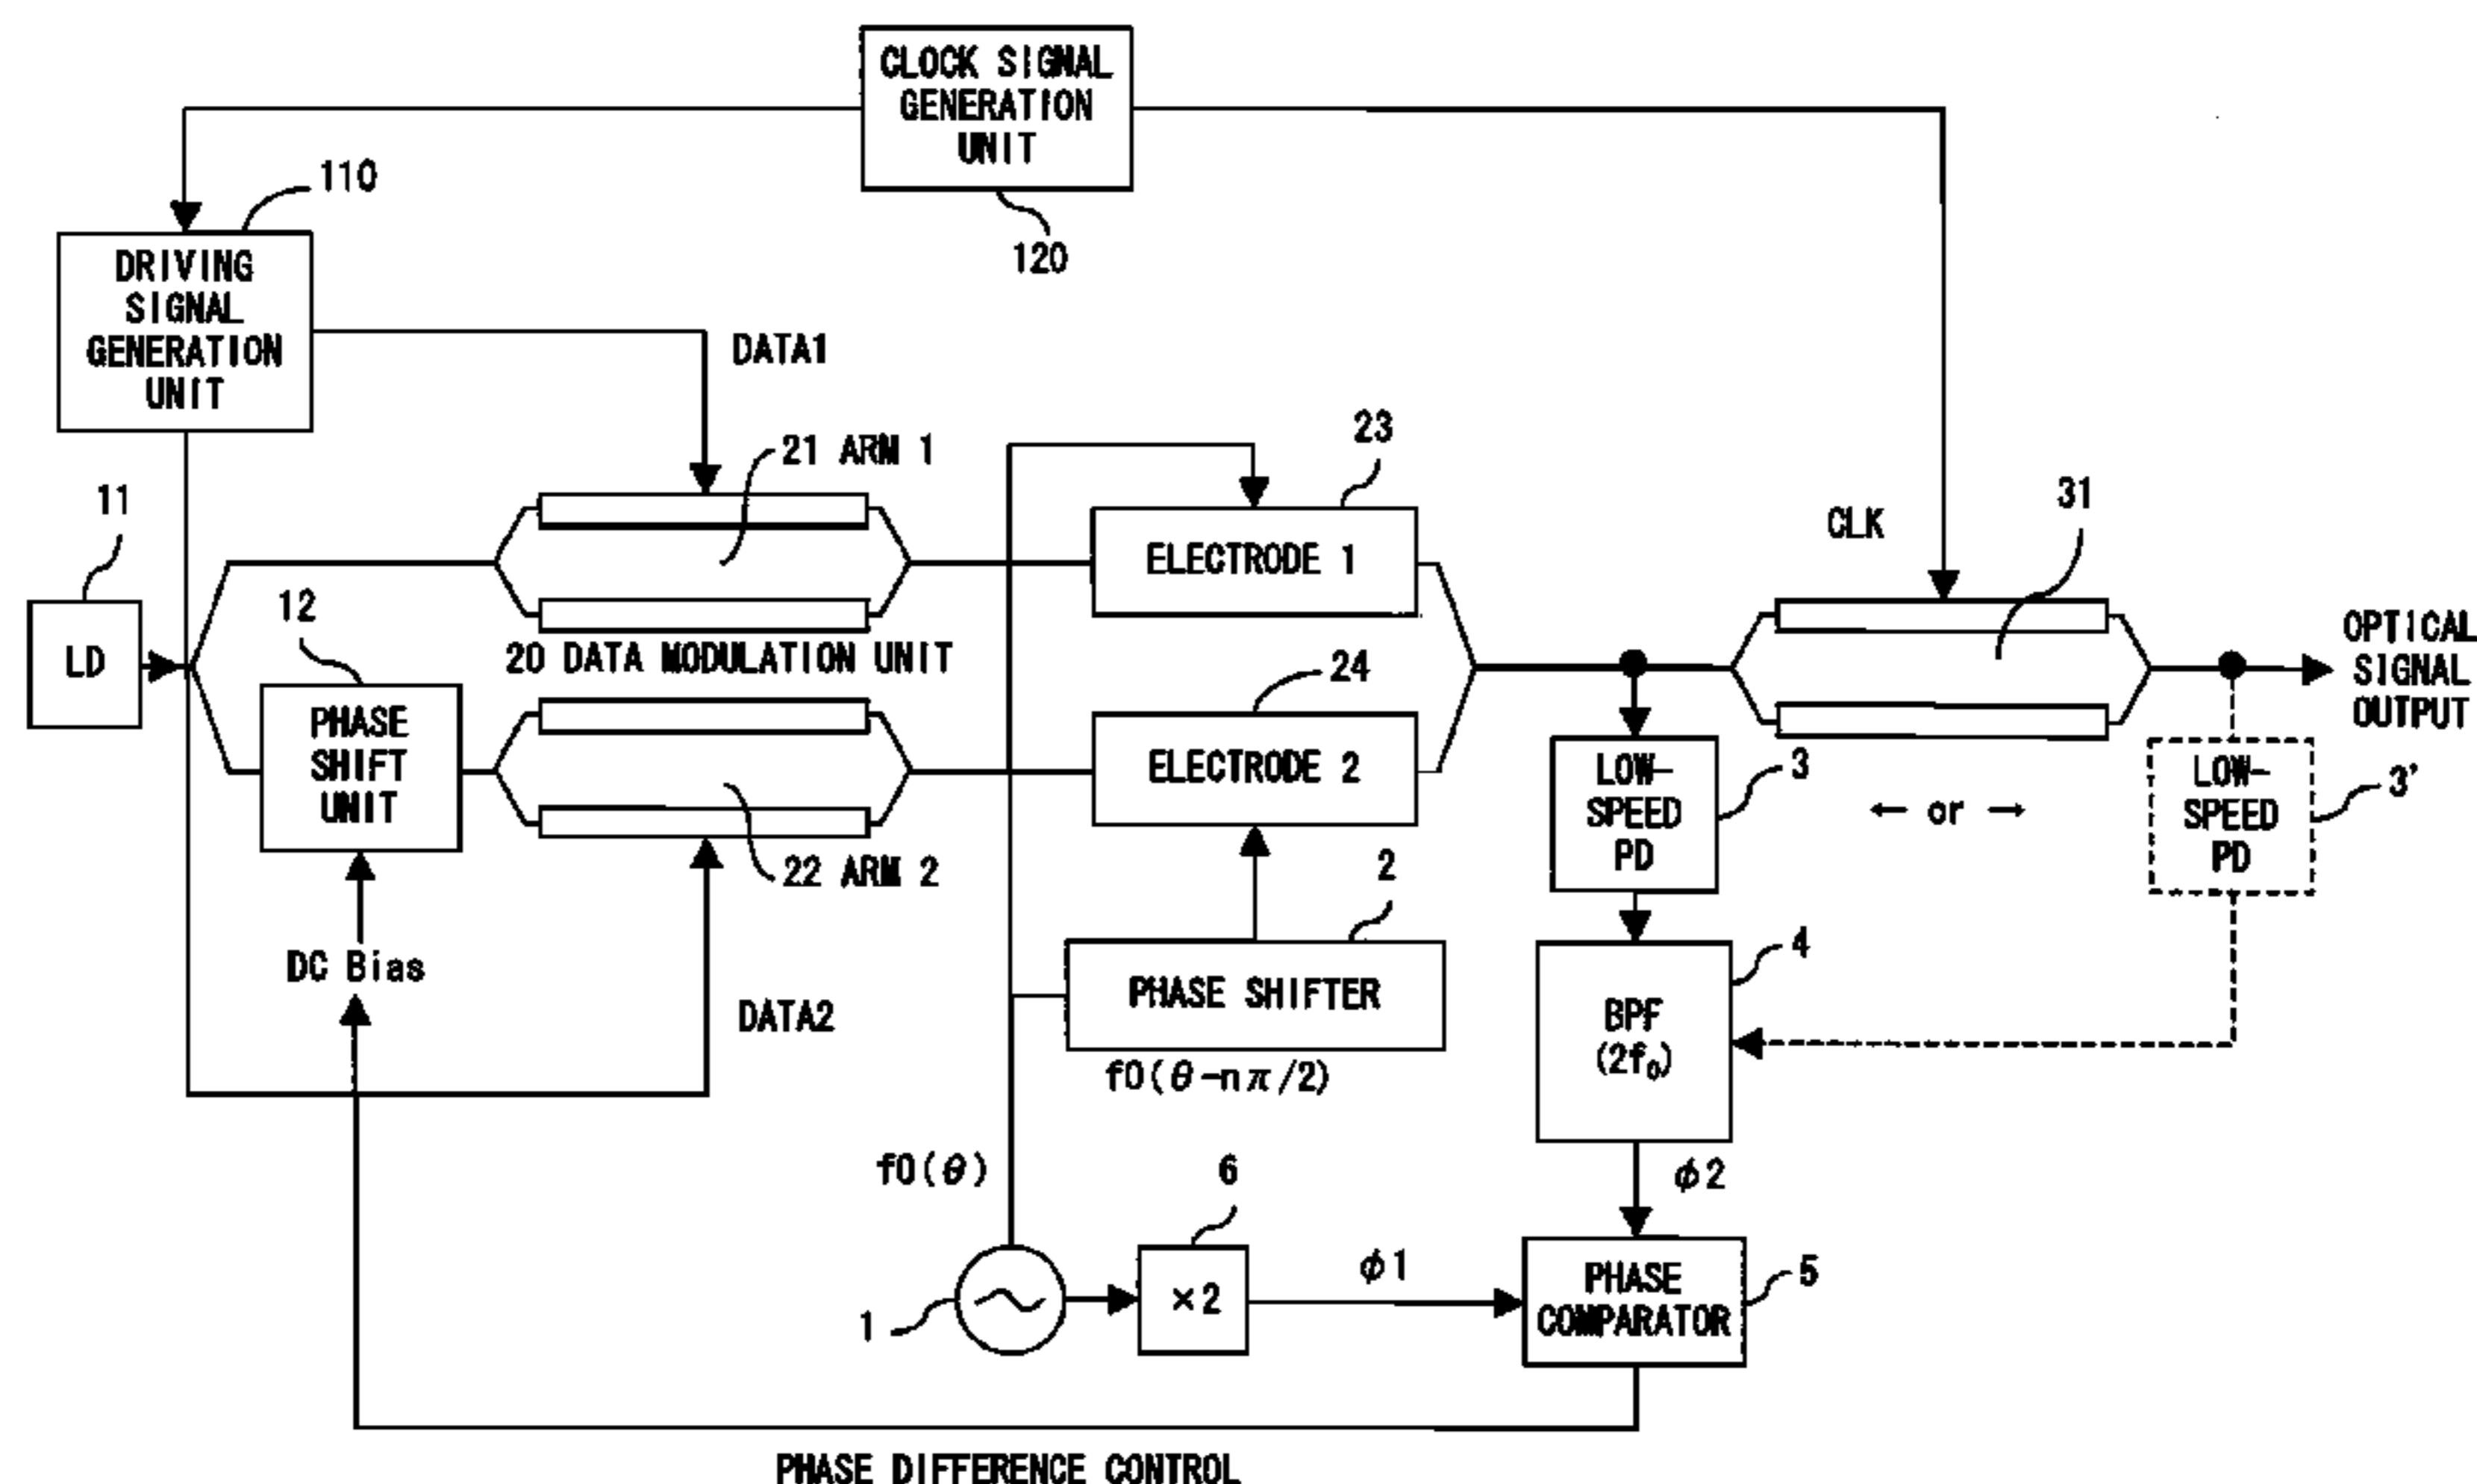 CLOCK SIGNAL
GENERATION
UNIT
120
110
DRIVING
SIGNAL
GENERATION
UNIT
DATA1
21 ARM 1
23
11
ELECTRODE 1
CLK
31
12
LD
20 DATA MODULATION UNIT
24
OPTICAL
SIGNAL
OUTPUT
PHASE
SHIFT
UNIT
ELECTRODE 2
LOW-
SPEED
PD
3
← or →
LOW-
SPEED
PD
3'
22 ARM 2
2
DC Bias
DATA2
PHASE SHIFTER
f0(θ-nπ/2)
4
BPF
(2f₀)
f0(θ)
6
φ2
1
×2
φ1
PHASE
COMPARATOR
5
PHASE DIFFERENCE CONTROL